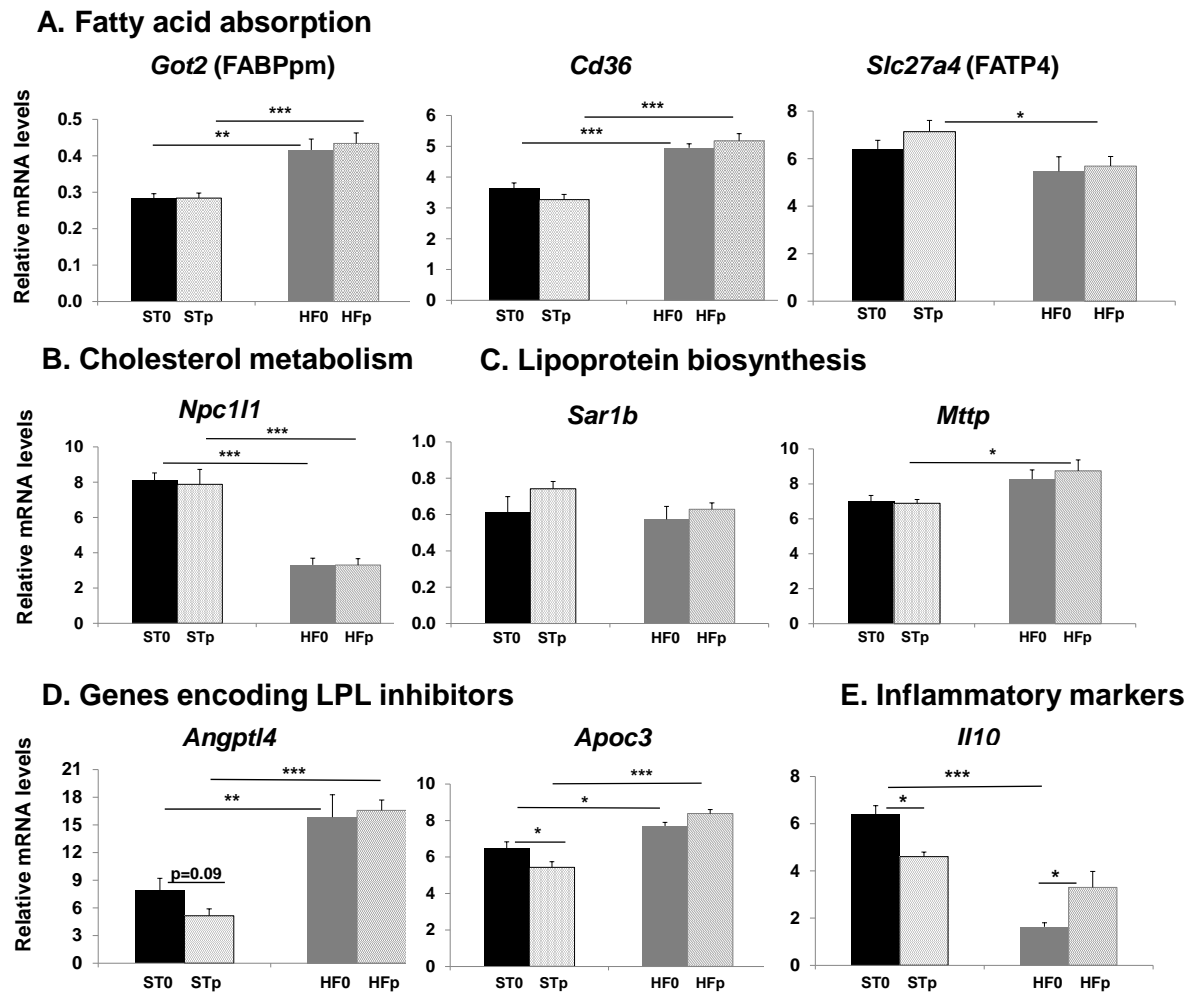 A. Fatty acid absorption
Got2 (FABPpm)
Cd36
Slc27a4 (FATP4)
Relative mRNA levels
0.5
0.4
0.3
0.2
0.1
0.0
**
***
ST0 STp HF0 HFp
6
5
4
3
2
1
0
***
***
ST0 STp HF0 HFp
8
6
4
2
0
*
ST0 STp HF0 HFp
B. Cholesterol metabolism
C. Lipoprotein biosynthesis
Npc1l1
Sar1b
Mttp
Relative mRNA levels
10
8
6
4
2
0
***
***
ST0 STp HF0 HFp
1.0
0.8
0.6
0.4
0.2
0.0
ST0 STp HF0 HFp
10
8
6
4
2
0
*
ST0 STp HF0 HFp
D. Genes encoding LPL inhibitors
E. Inflammatory markers
Angptl4
Apoc3
Il10
Relative mRNA levels
21
18
15
12
9
6
3
0
***
**
p=0.09
ST0 STp HF0 HFp
10
8
6
4
2
0
***
*
*
ST0 STp HF0 HFp
8
6
4
2
0
***
*
*
ST0 STp HF0 HFp